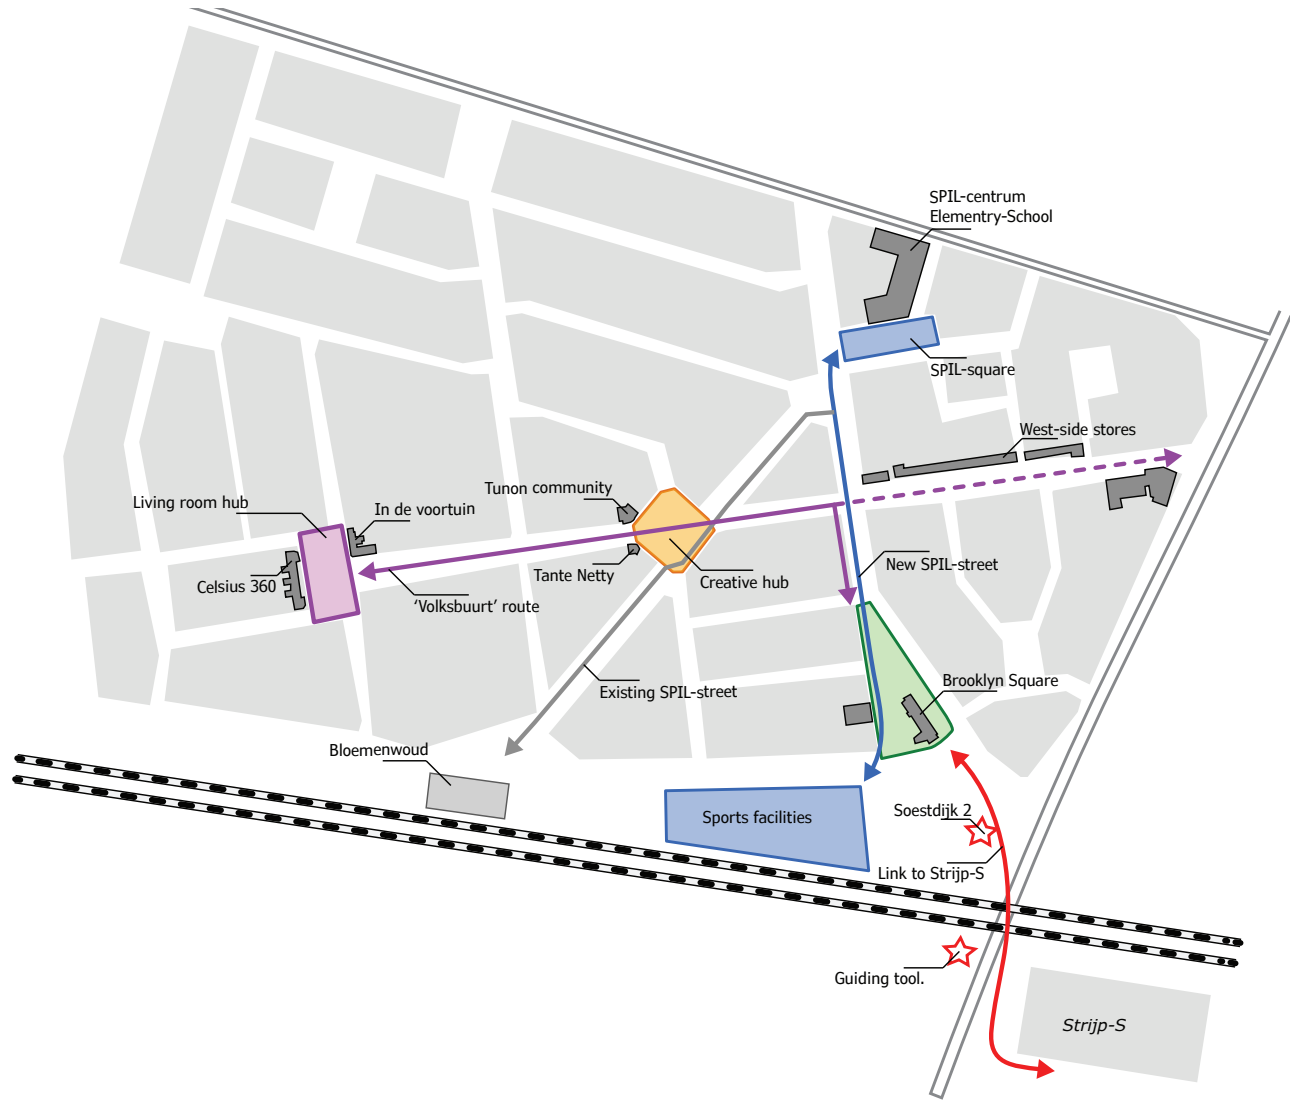 SPIL-centrum
Elementry-School
SPIL-square
West-side stores
Tunon community
Living room hub
In de voortuin
New SPIL-street
Tante Netty
Creative hub
Celsius 360
'Volksbuurt' route
Existing SPIL-street
Brooklyn Square
Bloemenwoud
Soestdijk 2
Sports facilities
Link to Strijp-S
Guiding tool.
Strijp-S